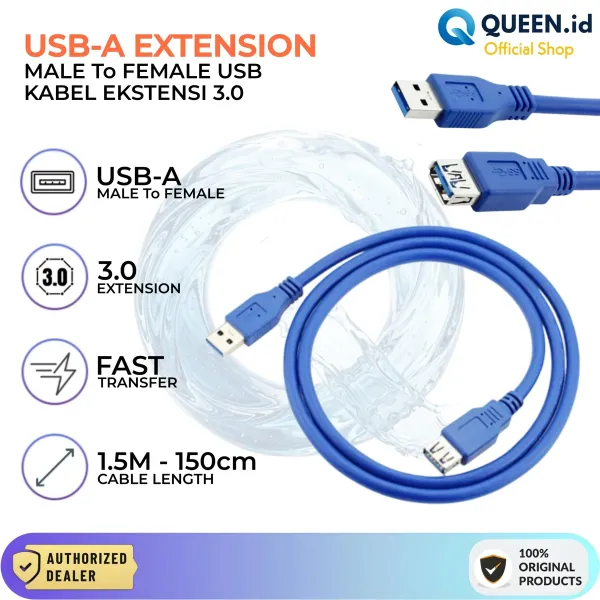 USB-A EXTENSION
MALE To FEMALE USB
KABEL EKSTENSI 3.0
QUEEN.id
Official Shop
USB-A
MALE To FEMALE
3.0
3.0
EXTENSION
FAST
TRANSFER
1.5M - 150cm
CABLE LENGTH
AUTHORIZED
DEALER
100%
ORIGINAL
PRODUCTS